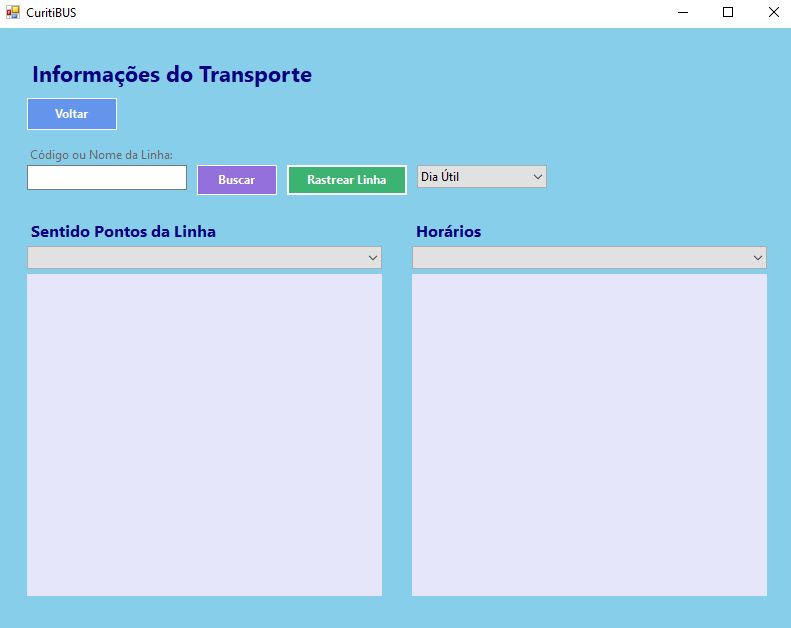 CuritiBUS
Informações do Transporte
Voltar
Código ou Nome da Linha:
Buscar
Rastrear Linha
Dia Útil
Sentido Pontos da Linha
Horários